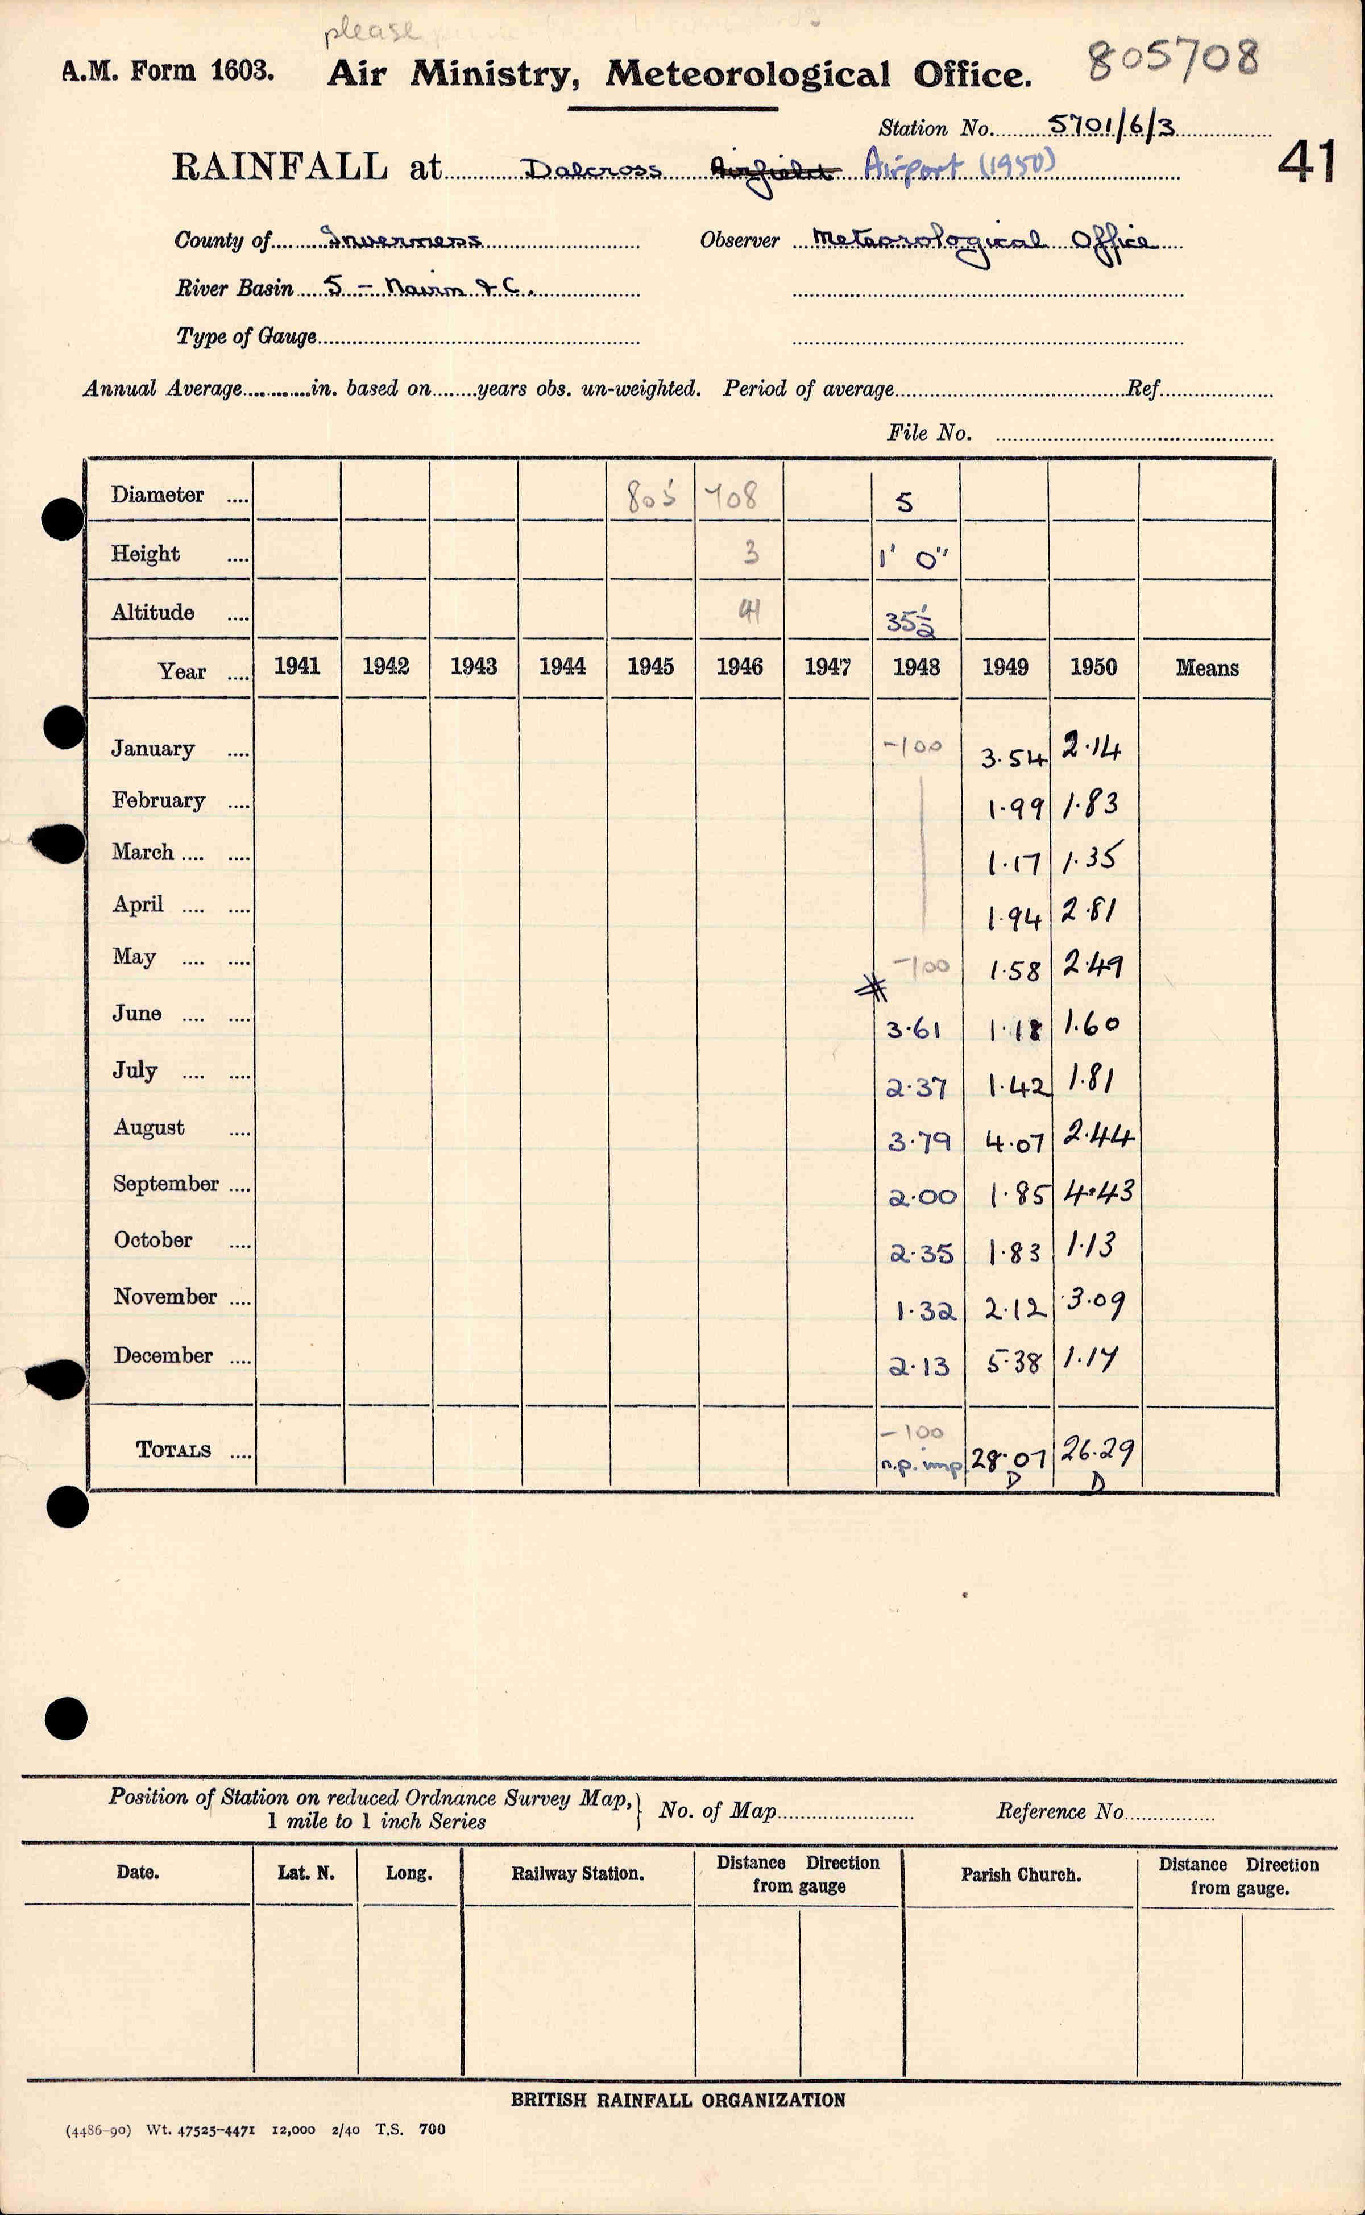 please
A.M. Form 1603. Air Ministry, Meteorological Office. 805708
Station No. 5701/6/3
41
RAINFALL at Dalcross Airfield Airport (1950)
County of Inverness Observer Meteorological Office
River Basin 5 - Nairn & C.
Type of Gauge
Annual Average in. based on years obs. un-weighted. Period of average Ref.
File No.
Diameter .... 805 708 5
Height .... 3 1' 0"
Altitude .... 41 35½
Year .... 1941 1942 1943 1944 1945 1946 1947 1948 1949 1950 Means
January .... -100 3.54 2.14
February .... 1.99 1.83
March .... .... 1.17 1.35
April .... .... 1.94 2.81
May .... .... -100 1.58 2.49
June .... .... 3.61 1.18 1.60
July .... .... 2.37 1.42 1.81
August .... 3.79 4.07 2.44
September .... 2.00 1.85 4.43
October .... 2.35 1.83 1.13
November .... 1.32 2.12 3.09
December .... 2.13 5.38 1.17
-100
TOTALS .... n.p. imp. 28.07 26.29
D D
Position of Station on reduced Ordnance Survey Map, 1 mile to 1 inch Series } No. of Map Reference No
Date. Lat. N. Long. Railway Station. Distance Direction from gauge Parish Church. Distance Direction from gauge.
BRITISH RAINFALL ORGANIZATION
(4486-90) Wt. 47525-4471 12,000 2/40 T.S. 700